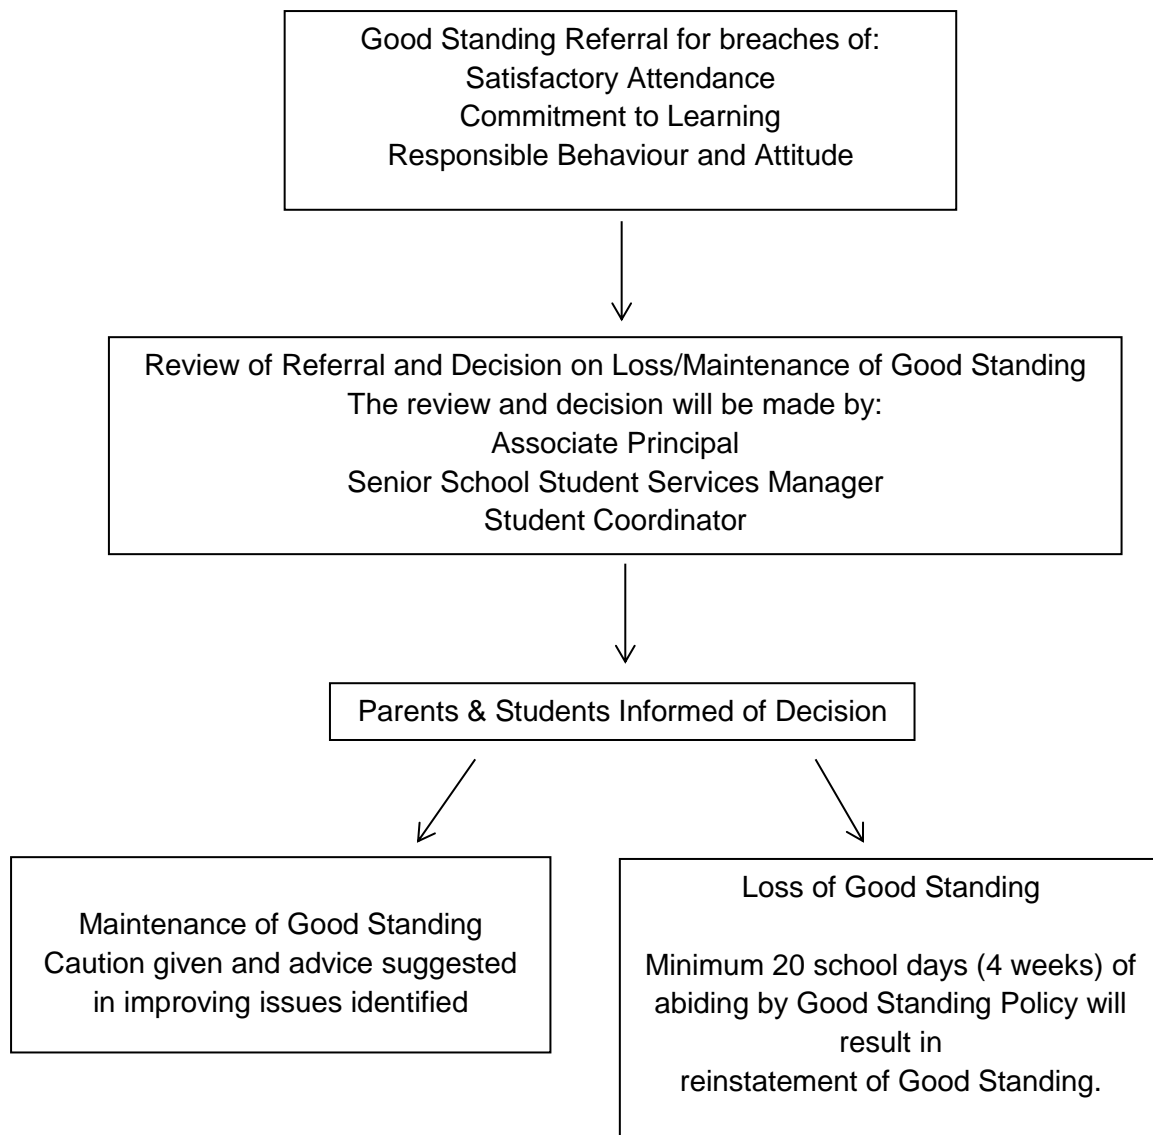 Good Standing Referral for breaches of:
Satisfactory Attendance
Commitment to Learning
Responsible Behaviour and Attitude
Review of Referral and Decision on Loss/Maintenance of Good Standing
The review and decision will be made by:
Associate Principal
Senior School Student Services Manager
Student Coordinator
Parents & Students Informed of Decision
Maintenance of Good Standing
Caution given and advice suggested
in improving issues identified
Loss of Good Standing
Minimum 20 school days (4 weeks) of
abiding by Good Standing Policy will
result in
reinstatement of Good Standing.